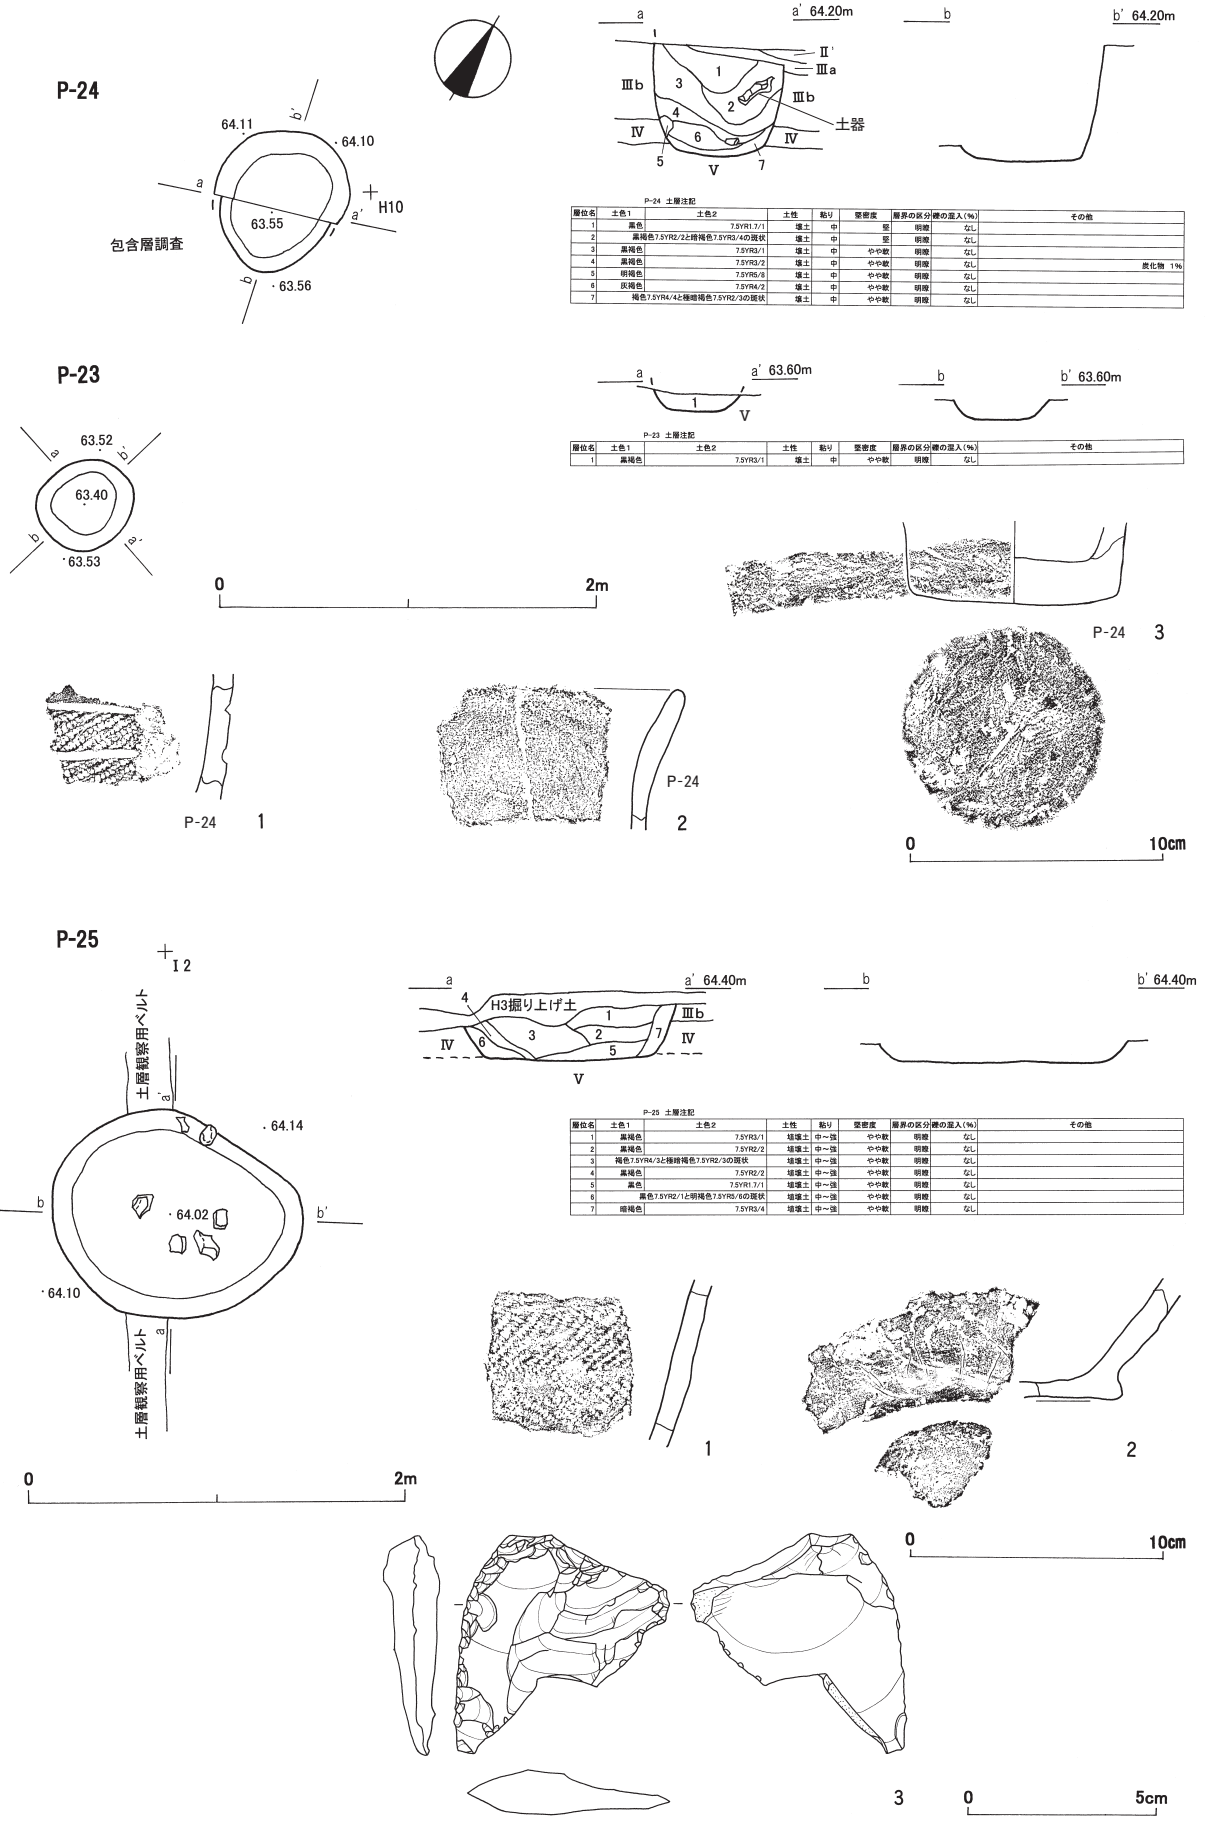 P-24
64.11
64.10
b'
a
a'
H10
63.55
包含層調査
b
63.56
a
a' 64.20m
b
b' 64.20m
Ⅱ'
Ⅲa
Ⅲb
Ⅲb
1
3
2
4
土器
Ⅳ
6
Ⅳ
5
7
Ⅴ
P-24 土層注記
層位名 土色1 土色2 土性 粘り 堅密度 層界の区分 礫の混入(%) その他
1 黒色 7.5YR1.7/1 壌土 中 堅 明瞭 なし
2 黒褐色7.5YR2/2と暗褐色7.5YR3/4の斑状 壌土 中 堅 明瞭 なし
3 黒褐色 7.5YR3/1 壌土 中 やや軟 明瞭 なし
4 黒褐色 7.5YR3/2 壌土 中 やや軟 明瞭 なし 炭化物 1%
5 明褐色 7.5YR5/8 壌土 中 やや軟 明瞭 なし
6 灰褐色 7.5YR4/2 壌土 中 やや軟 明瞭 なし
7 褐色7.5YR4/4と極暗褐色7.5YR2/3の斑状 壌土 中 やや軟 明瞭 なし
P-23
63.52
a
b'
63.40
b
a'
63.53
a
a' 63.60m
b
b' 63.60m
1
Ⅴ
P-23 土層注記
層位名 土色1 土色2 土性 粘り 堅密度 層界の区分 礫の混入(%) その他
1 黒褐色 7.5YR3/1 壌土 中 やや軟 明瞭 なし
0 2m
P-24 3
P-24 1
P-24
2
0 10cm
P-25
I 2
土層観察用ベルト
a'
64.14
b
64.02
b'
64.10
a
土層観察用ベルト
a
a' 64.40m
b
b' 64.40m
4
H3掘り上げ土
1
Ⅲb
Ⅳ
6
3
2
7
Ⅳ
5
Ⅴ
P-25 土層注記
層位名 土色1 土色2 土性 粘り 堅密度 層界の区分 礫の混入(%) その他
1 黒褐色 7.5YR3/1 埴壌土 中～強 やや軟 明瞭 なし
2 黒褐色 7.5YR2/2 埴壌土 中～強 やや軟 明瞭 なし
3 褐色7.5YR4/3と極暗褐色7.5YR2/3の斑状 埴壌土 中～強 やや軟 明瞭 なし
4 黒褐色 7.5YR2/2 埴壌土 中～強 やや軟 明瞭 なし
5 黒色 7.5YR1.7/1 埴壌土 中～強 やや軟 明瞭 なし
6 黒色7.5YR2/1と明褐色7.5YR5/6の斑状 埴壌土 中～強 やや軟 明瞭 なし
7 暗褐色 7.5YR3/4 埴壌土 中～強 やや軟 明瞭 なし
1
2
0 2m
0 10cm
3
0 5cm